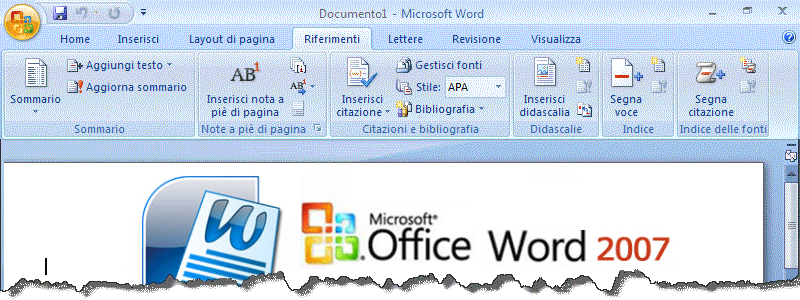 Documento1 - Microsoft Word
Home Inserisci Layout di pagina Riferimenti Lettere Revisione Visualizza
Sommario
Aggiungi testo
Aggiorna sommario
Sommario
AB1
Inserisci nota a
piè di pagina
AB1
Note a piè di pagina
Inserisci
citazione
Gestisci fonti
Stile: APA
Bibliografia
Citazioni e bibliografia
Inserisci
didascalia
Didascalie
Segna
voce
Indice
Segna
citazione
Indice delle fonti
W
Microsoft®
Office Word 2007